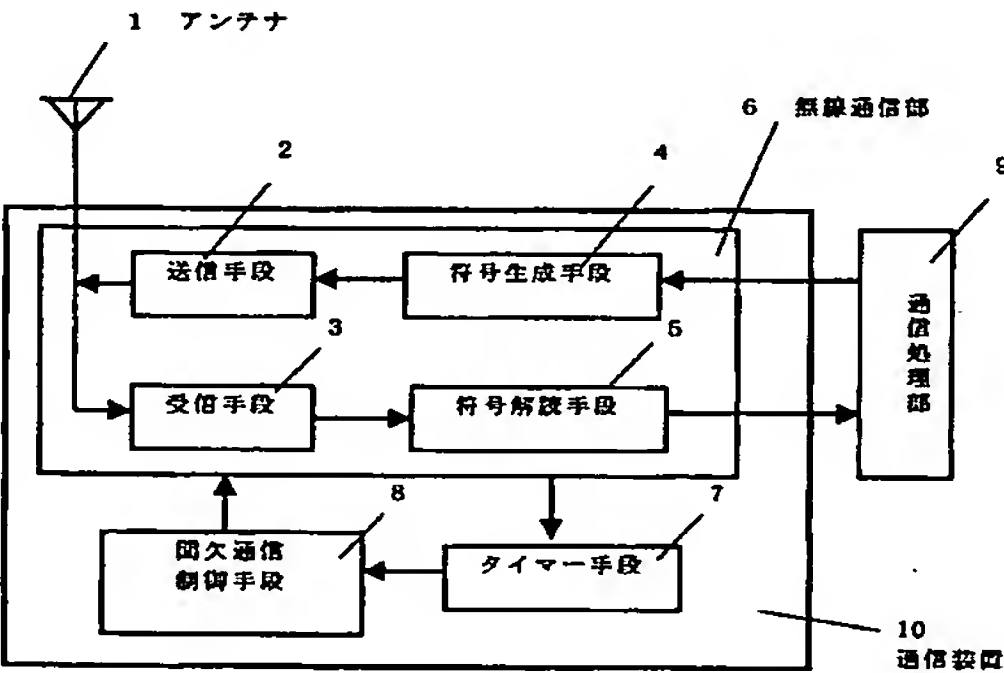 1 アンテナ
6 無線通信部
2
4
9
送信手段
符号生成手段
通信処理部
3
5
受信手段
符号解読手段
8
7
間欠通信
制御手段
タイマー手段
10
通信装置